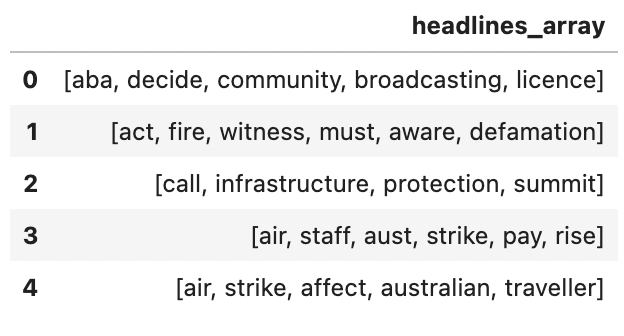 headlines_array
0 [aba, decide, community, broadcasting, licence]
1 [act, fire, witness, must, aware, defamation]
2 [call, infrastructure, protection, summit]
3 [air, staff, aust, strike, pay, rise]
4 [air, strike, affect, australian, traveller]